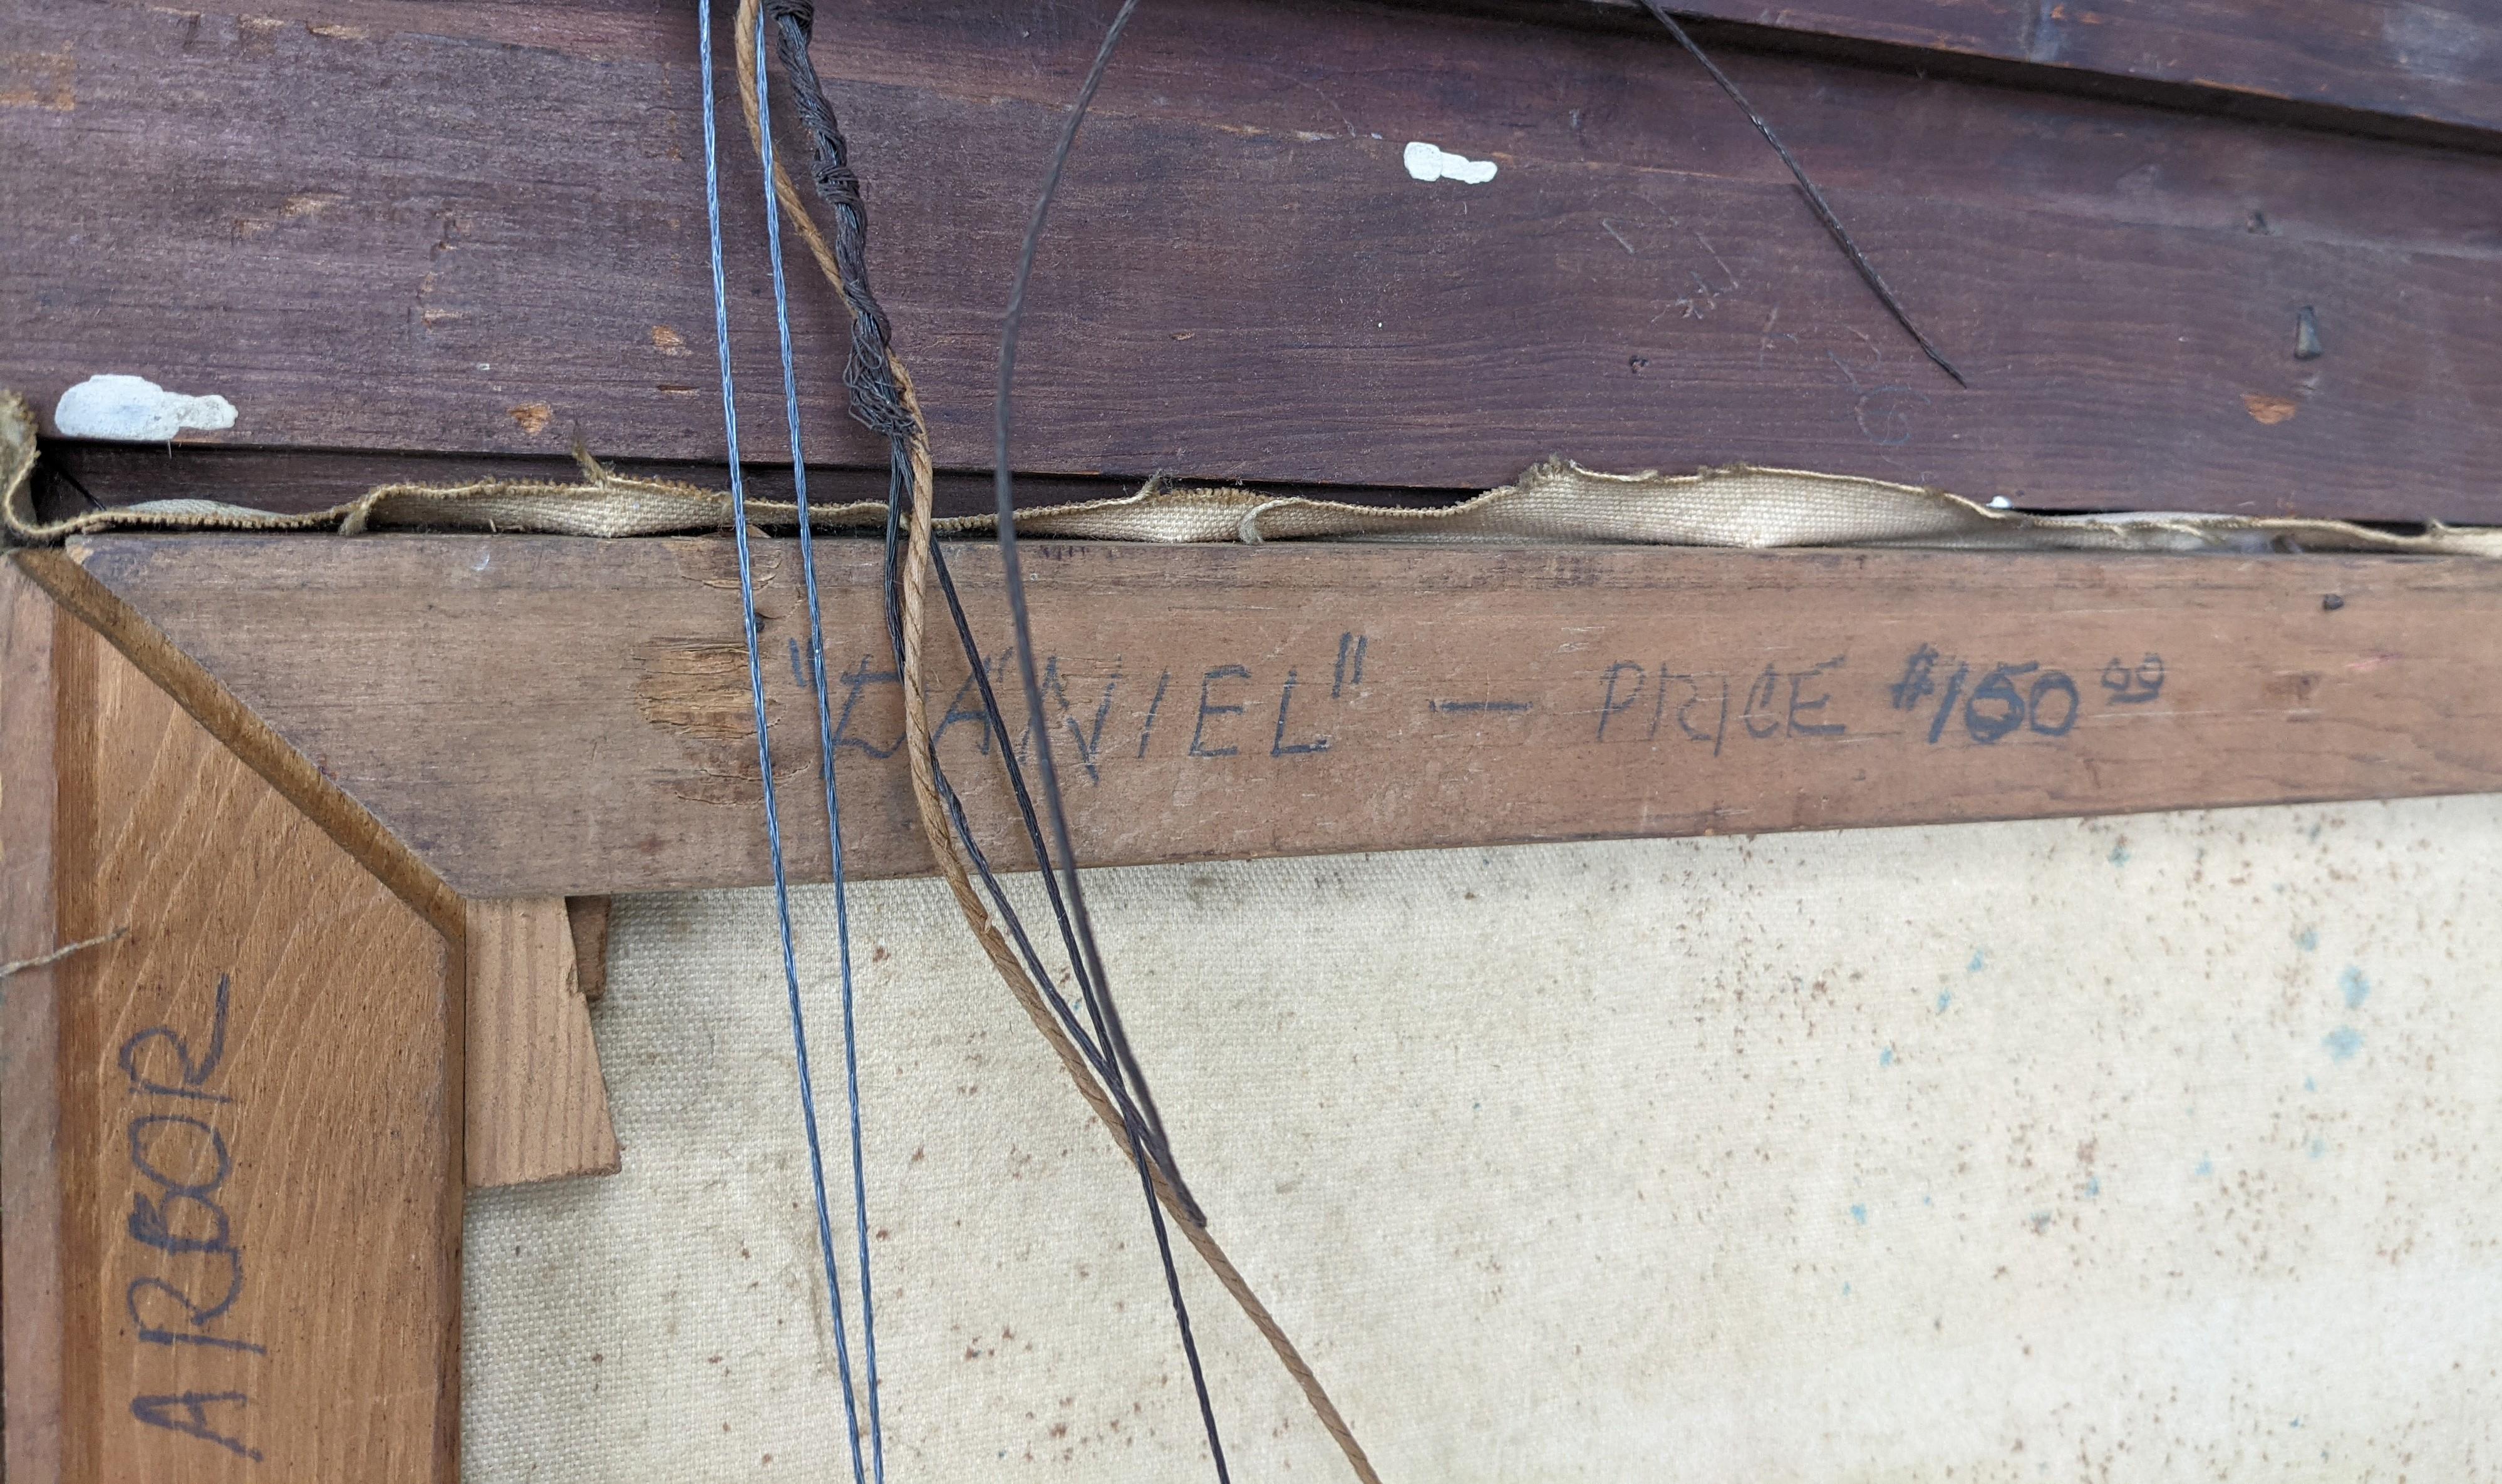 "DANIEL" — PRICE $150 00
ARBOR